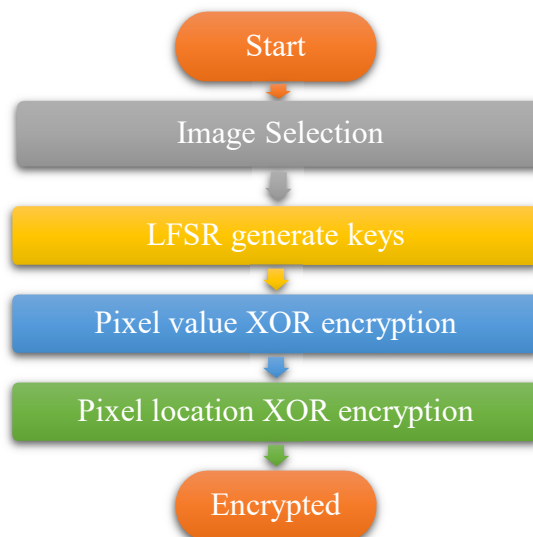 Start
Image Selection
LFSR generate keys
Pixel value XOR encryption
Pixel location XOR encryption
Encrypted